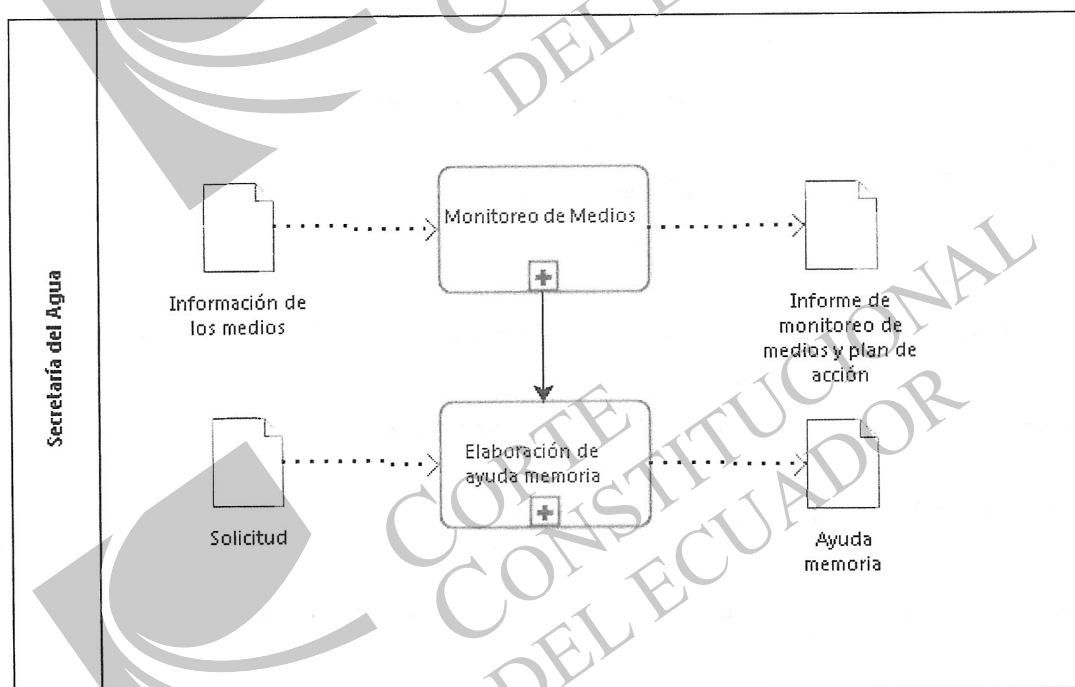 DEL E
Secretaría del Agua
Monitoreo de Medios
Información de
los medios
Informe de
monitoreo de
medios y plan de
acción
Elaboración de
ayuda memoria
Solicitud
Ayuda
memoria
CORTE
CONSTITUCIONAL
DEL ECUADOR